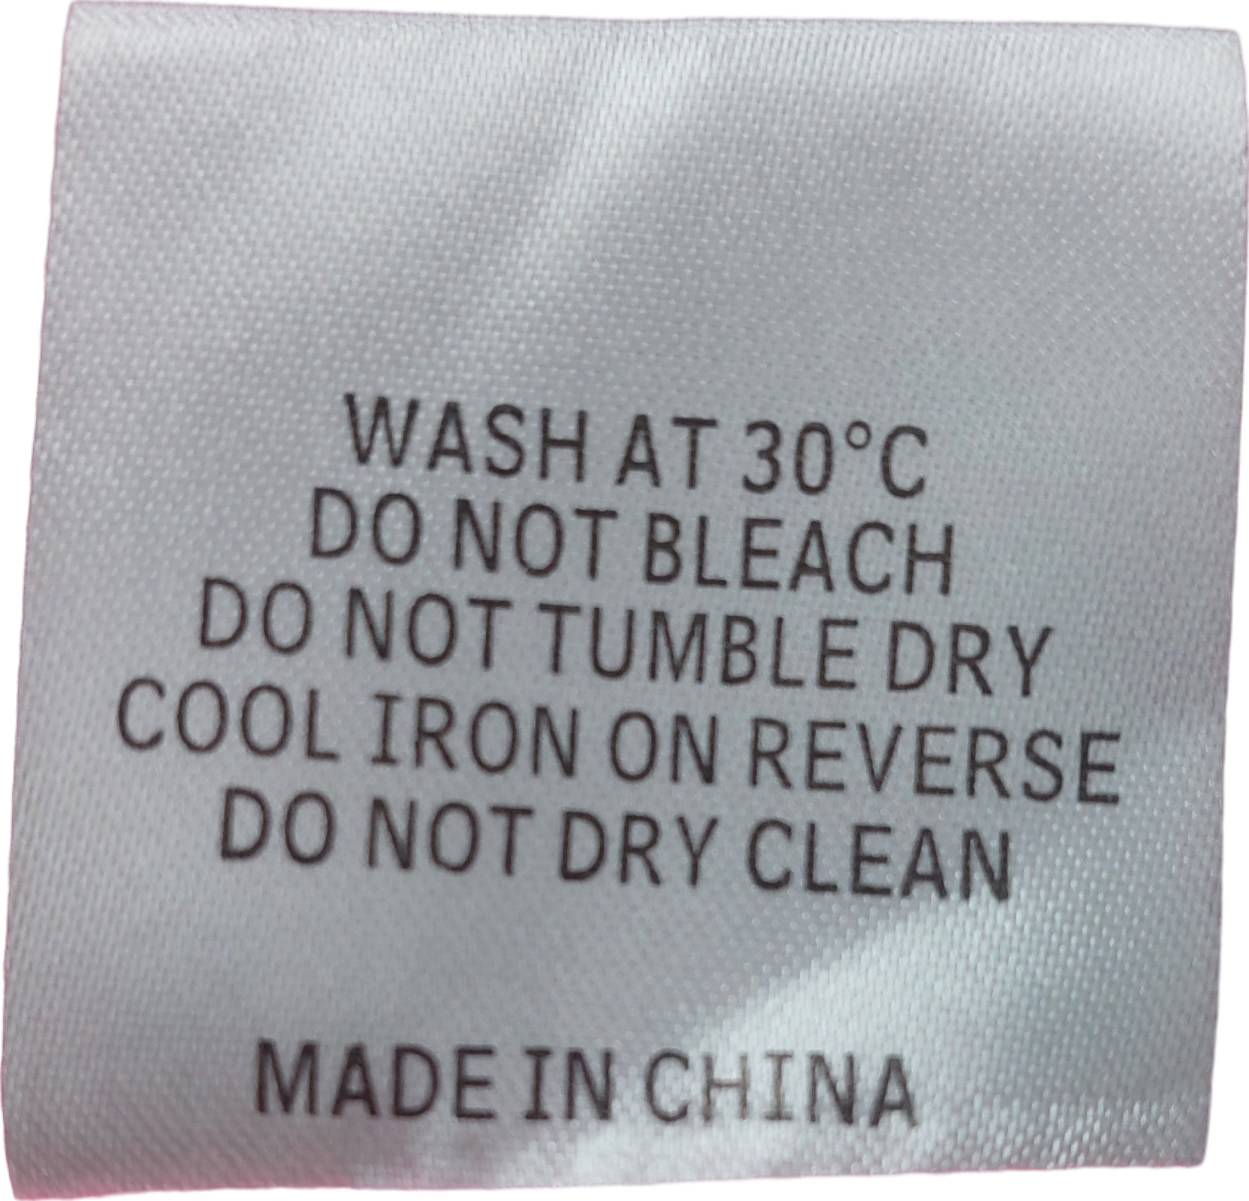 WASH AT 30°C
DO NOT BLEACH
DO NOT TUMBLE DRY
COOL IRON ON REVERSE
DO NOT DRY CLEAN
MADE IN CHINA